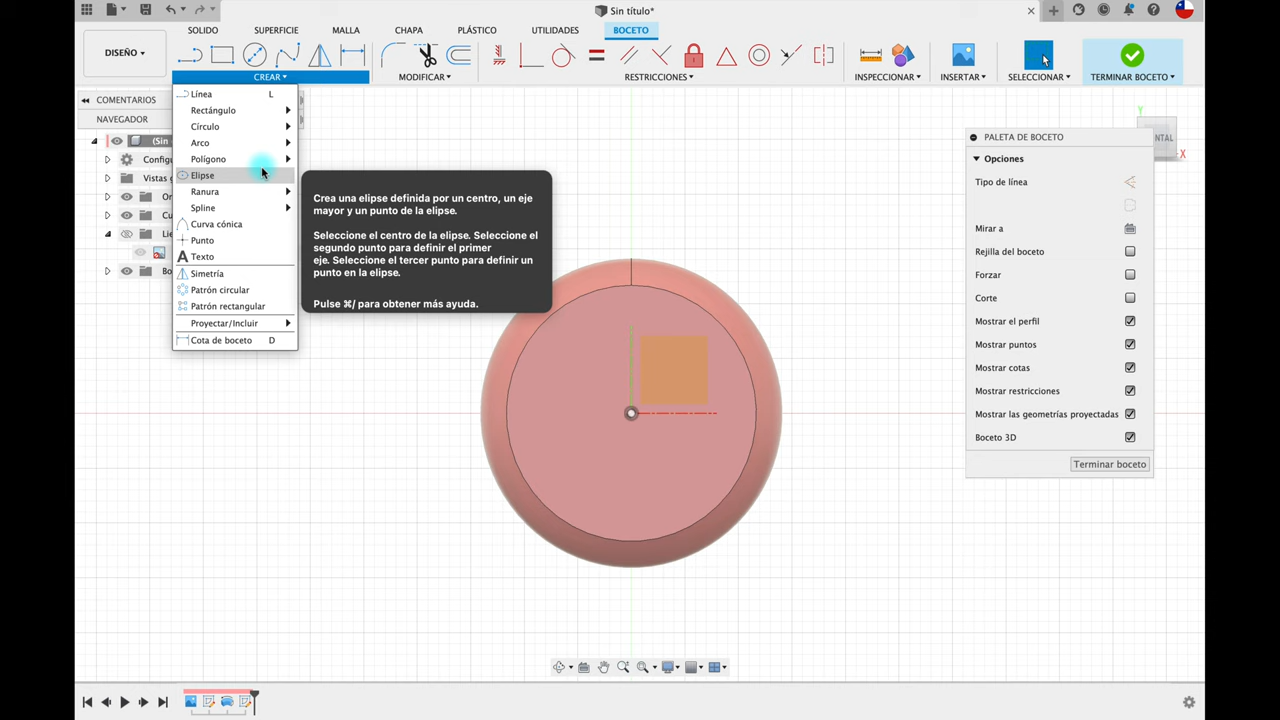 Sin título*
SOLIDO
SUPERFICIE
MALLA
CHAPA
PLÁSTICO
UTILIDADES
BOCETO
DISEÑO
CREAR
MODIFICAR
RESTRICCIONES
INSPECCIONAR
INSERTAR
SELECCIONAR
TERMINAR BOCETO
COMENTARIOS
NAVEGADOR
(Sin
Línea L
Rectángulo
Círculo
Arco
Polígono
Elipse
Ranura
Spline
Curva cónica
Punto
A Texto
Simetría
Patrón circular
Patrón rectangular
Proyectar/Incluir
Cota de boceto D
Crea una elipse definida por un centro, un eje
mayor y un punto de la elipse.
Seleccione el centro de la elipse. Seleccione el
segundo punto para definir el primer
eje. Seleccione el tercer punto para definir un
punto en la elipse.
Pulse ⌘/ para obtener más ayuda.
Y
NTAL
X
PALETA DE BOCETO
Opciones
Tipo de línea
Mirar a
Rejilla del boceto
Forzar
Corte
Mostrar el perfil
Mostrar puntos
Mostrar cotas
Mostrar restricciones
Mostrar las geometrías proyectadas
Boceto 3D
Terminar boceto